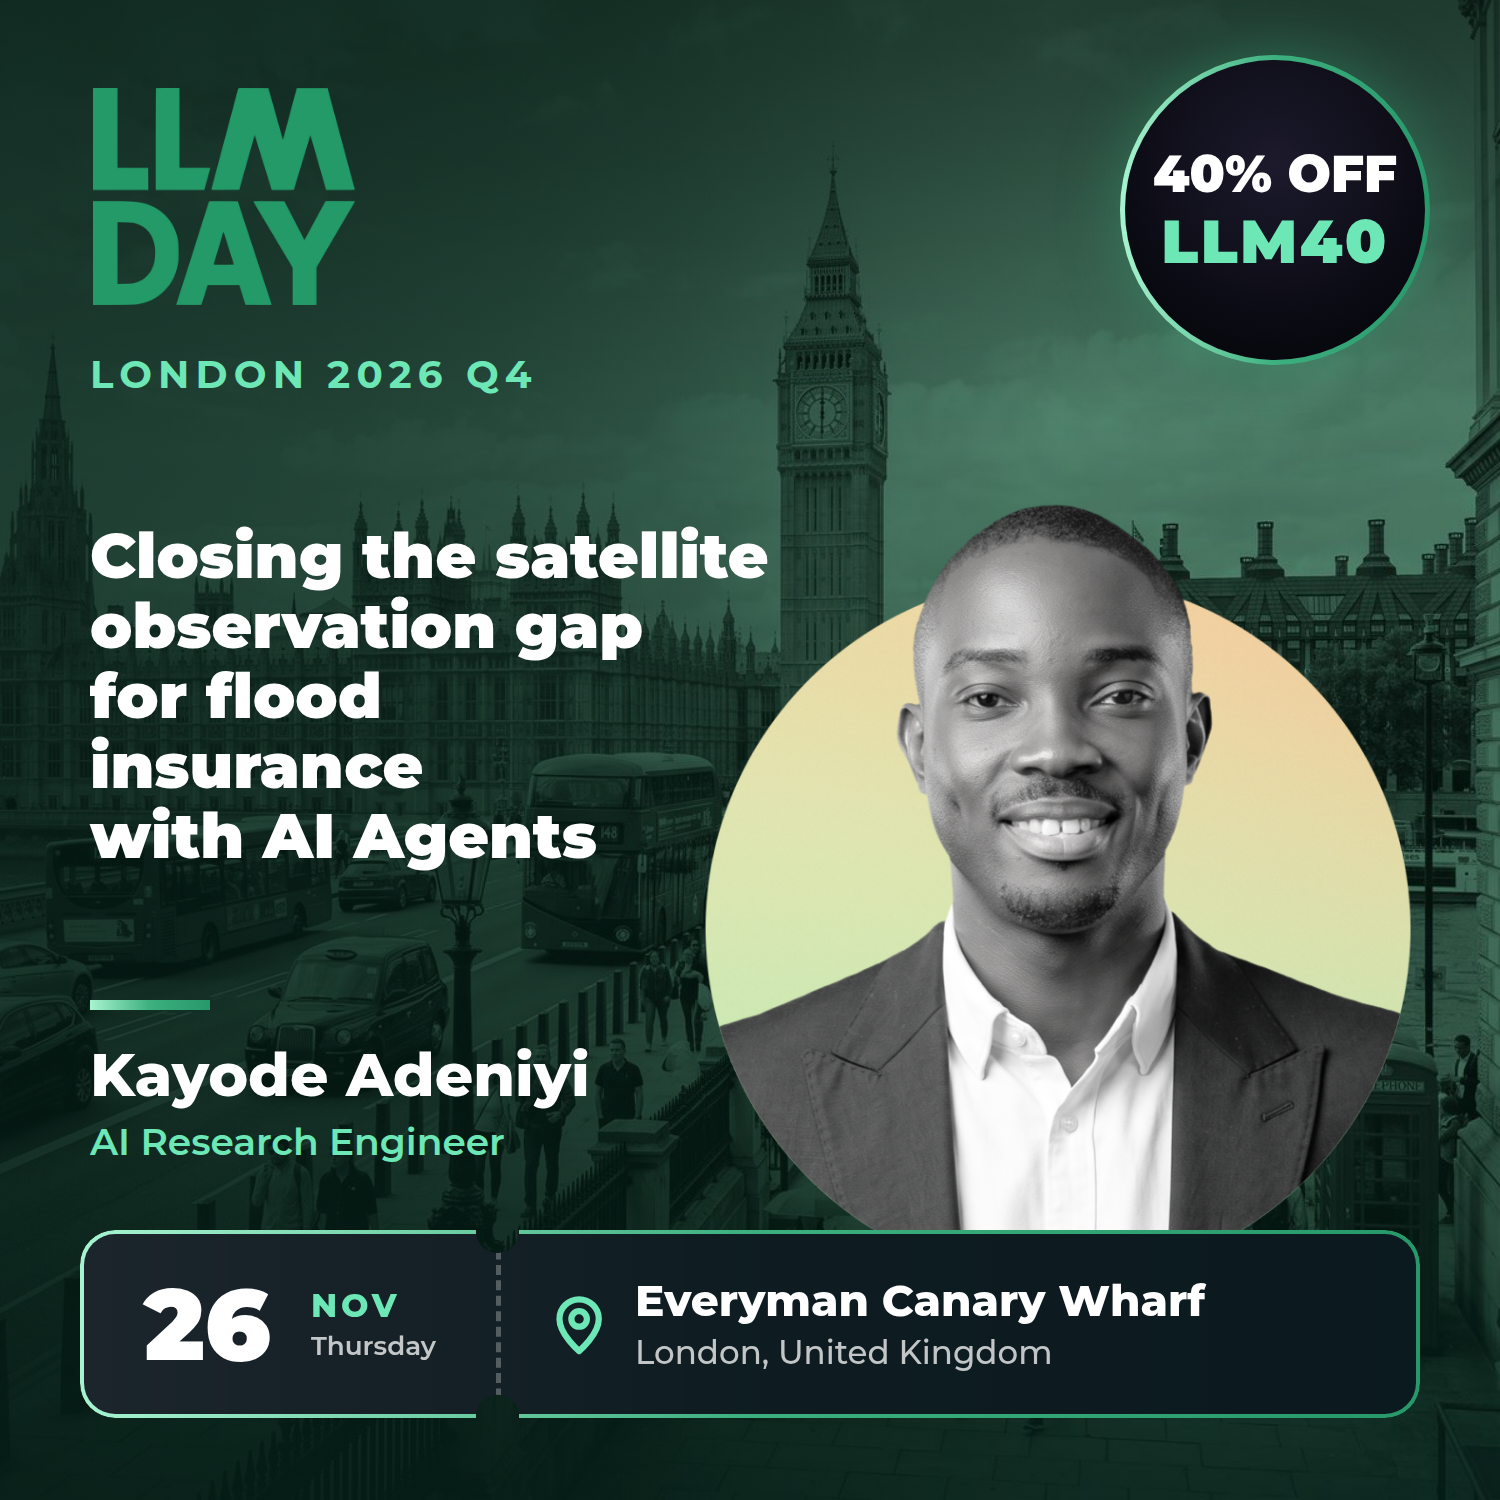 LLM
DAY
LONDON 2026 Q4
40% OFF
LLM40
Closing the satellite
observation gap
for flood
insurance
with AI Agents
Kayode Adeniyi
AI Research Engineer
26
NOV
Thursday
Everyman Canary Wharf
London, United Kingdom
148